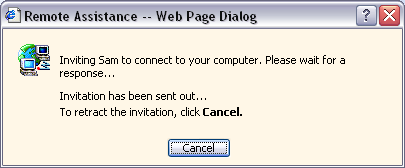 Remote Assistance -- Web Page Dialog
Inviting Sam to connect to your computer. Please wait for a
response...
Invitation has been sent out...
To retract the invitation, click Cancel.
Cancel